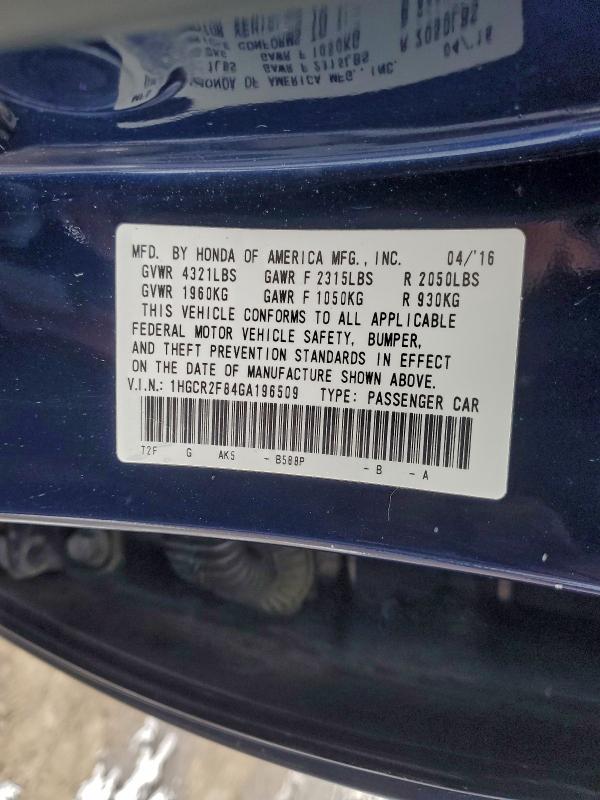 MFD. BY HONDA OF AMERICA MFG., INC. 04/'16
GVWR 4321LBS GAWR F 2315LBS R 2050LBS
GVWR 1960KG GAWR F 1050KG R 930KG
THIS VEHICLE CONFORMS TO ALL APPLICABLE
FEDERAL MOTOR VEHICLE SAFETY, BUMPER,
AND THEFT PREVENTION STANDARDS IN EFFECT
ON THE DATE OF MANUFACTURE SHOWN ABOVE.
V.I.N.: 1HGCR2F84GA196509 TYPE: PASSENGER CAR
T2F G AK5 - B588P - B - A